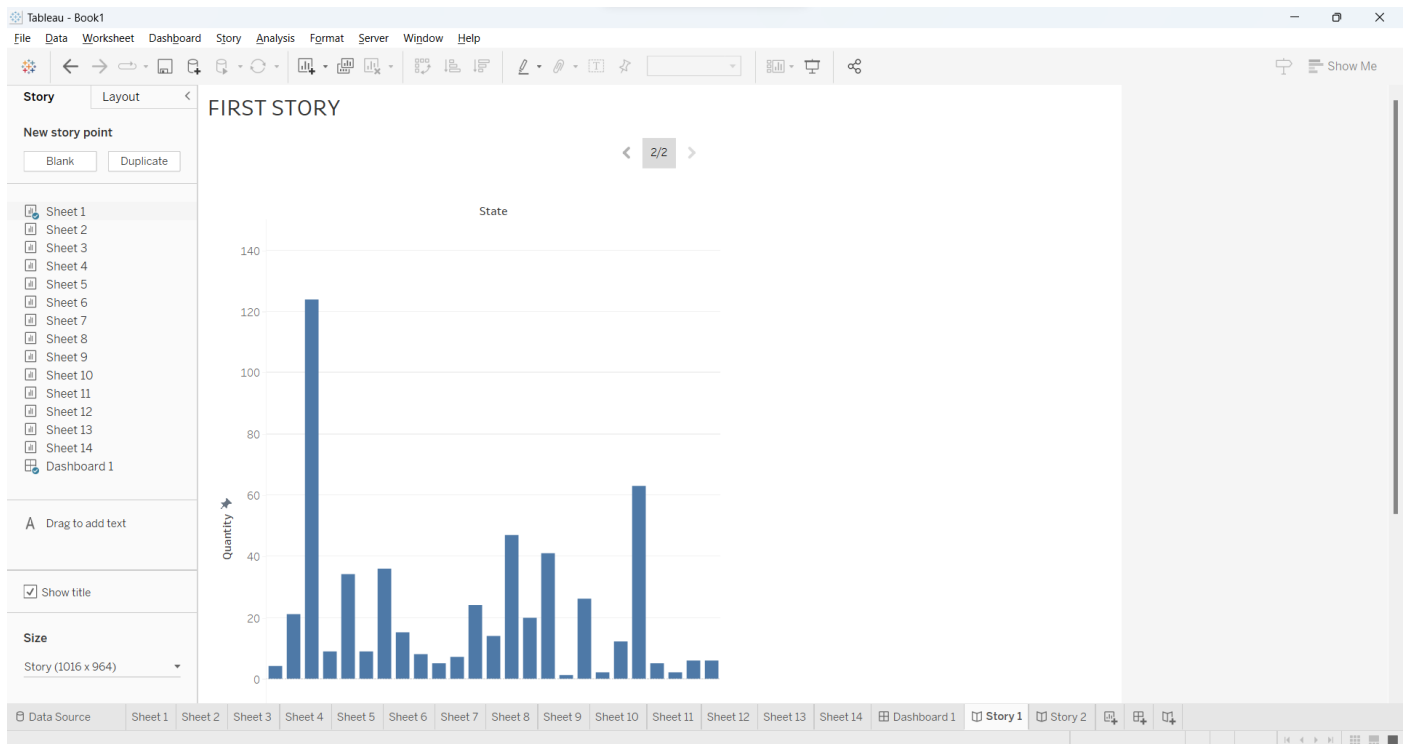 Tableau - Book1
File Data Worksheet Dashboard Story Analysis Format Server Window Help
Show Me
Story Layout
New story point
Blank Duplicate
Sheet 1
Sheet 2
Sheet 3
Sheet 4
Sheet 5
Sheet 6
Sheet 7
Sheet 8
Sheet 9
Sheet 10
Sheet 11
Sheet 12
Sheet 13
Sheet 14
Dashboard 1
A Drag to add text
Show title
Size
Story (1016 x 964)
FIRST STORY
2/2
State
140
120
100
80
60
40
20
0
Quantity
Data Source Sheet 1 Sheet 2 Sheet 3 Sheet 4 Sheet 5 Sheet 6 Sheet 7 Sheet 8 Sheet 9 Sheet 10 Sheet 11 Sheet 12 Sheet 13 Sheet 14 Dashboard 1 Story 1 Story 2